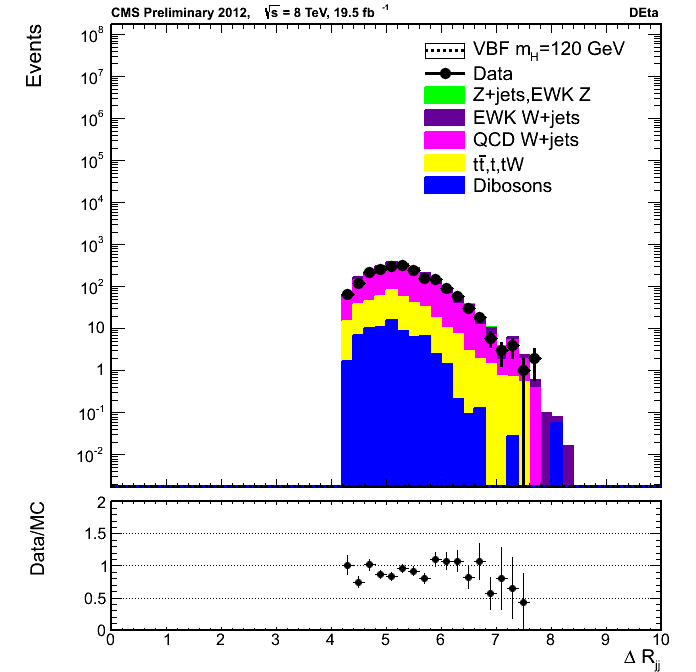 CMS Preliminary 2012, √s = 8 TeV, 19.5 fb⁻¹ DEta
Events
10⁸
10⁷
10⁶
10⁵
10⁴
10³
10²
10
1
10⁻¹
10⁻²
VBF m_H=120 GeV
Data
Z+jets,EWK Z
EWK W+jets
QCD W+jets
tt̄,t,tW
Dibosons
Data/MC
2
1.5
1
0.5
0
0 1 2 3 4 5 6 7 8 9 10
Δ R_jj